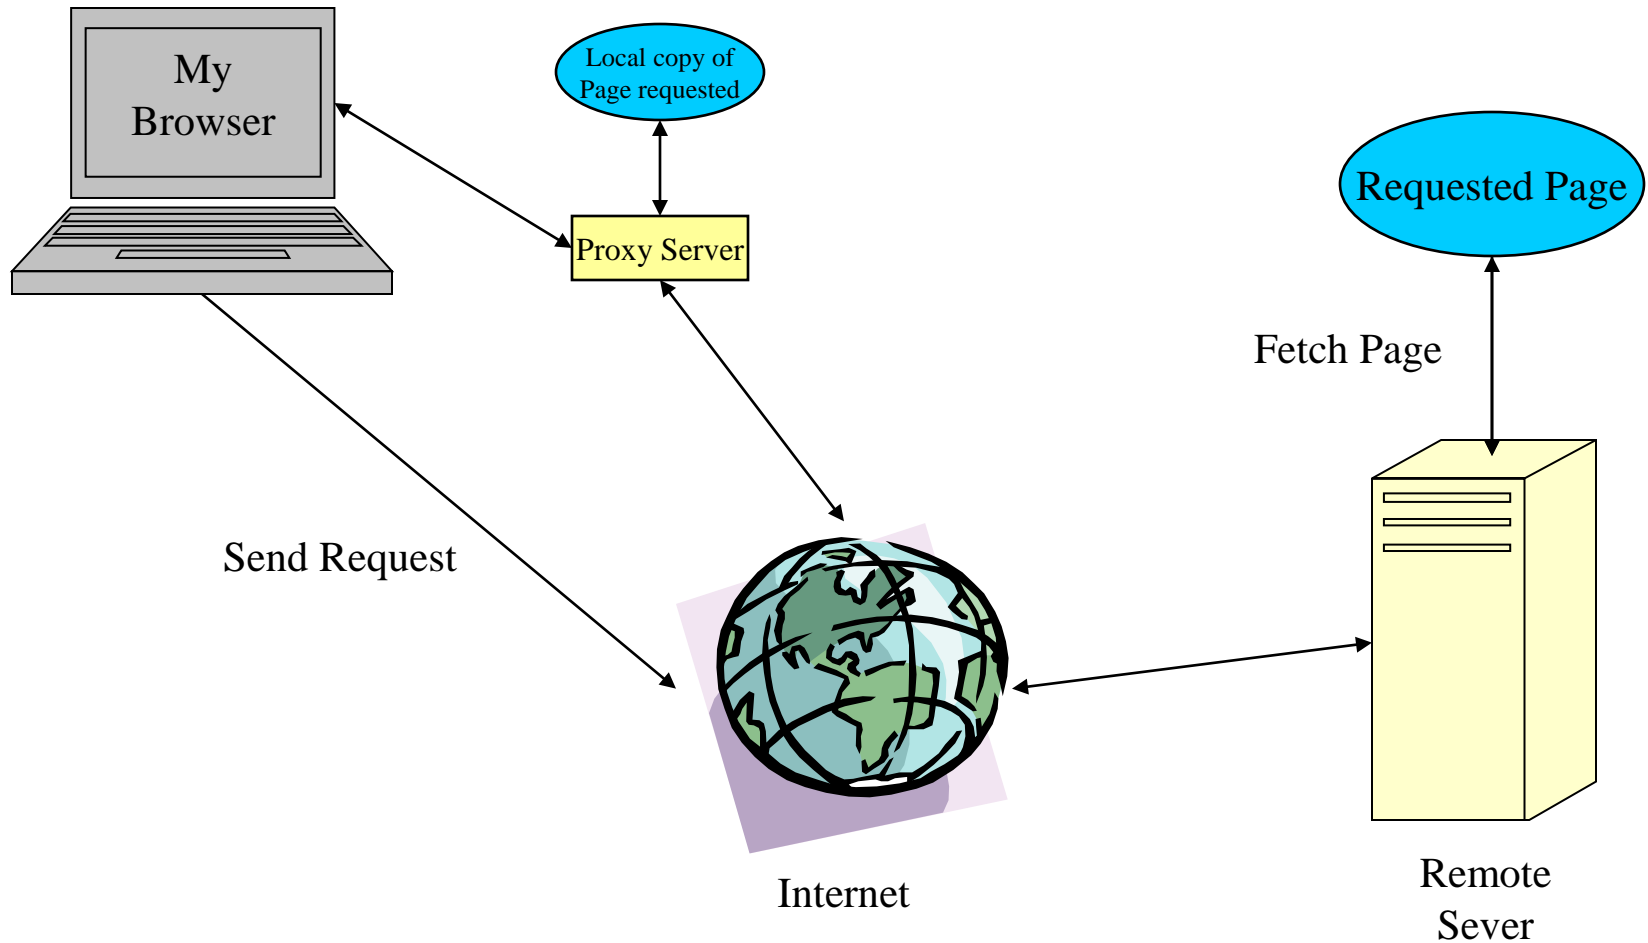 My
Browser
Local copy of
Page requested
Requested Page
Proxy Server
Fetch Page
Send Request
Internet
Remote
Sever